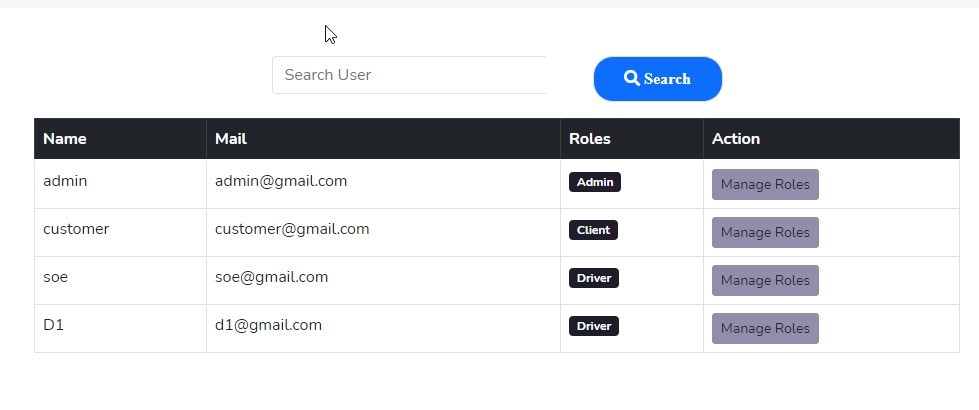 Search User
Search
Name Mail Roles Action
admin admin@gmail.com Admin Manage Roles
customer customer@gmail.com Client Manage Roles
soe soe@gmail.com Driver Manage Roles
D1 d1@gmail.com Driver Manage Roles